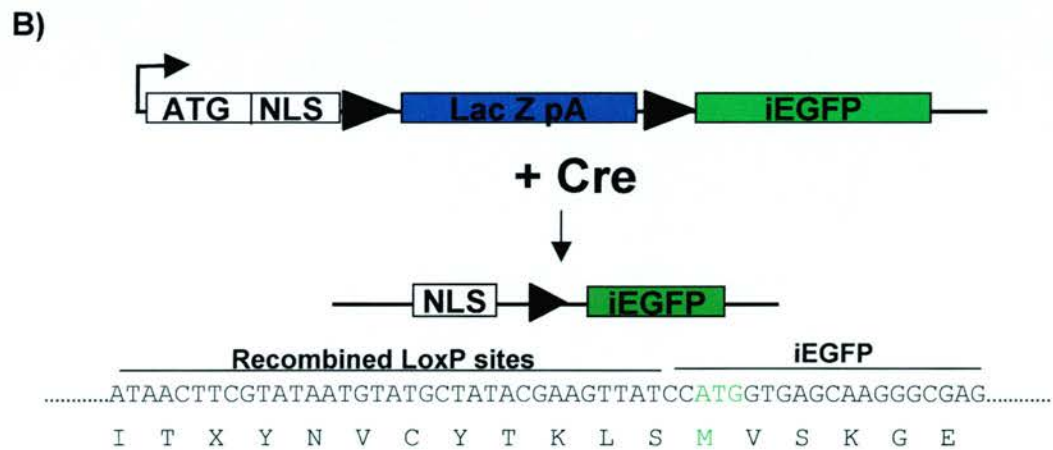 B)
ATG NLS Lac Z pA iEGFP
+ Cre
NLS iEGFP
Recombined LoxP sites iEGFP
............ATAACTTCGTATAATGTATGCTATACGAAGTTATCCATGGTGAGCAAGGGCGAG............
I T X Y N V C Y T K L S M V S K G E